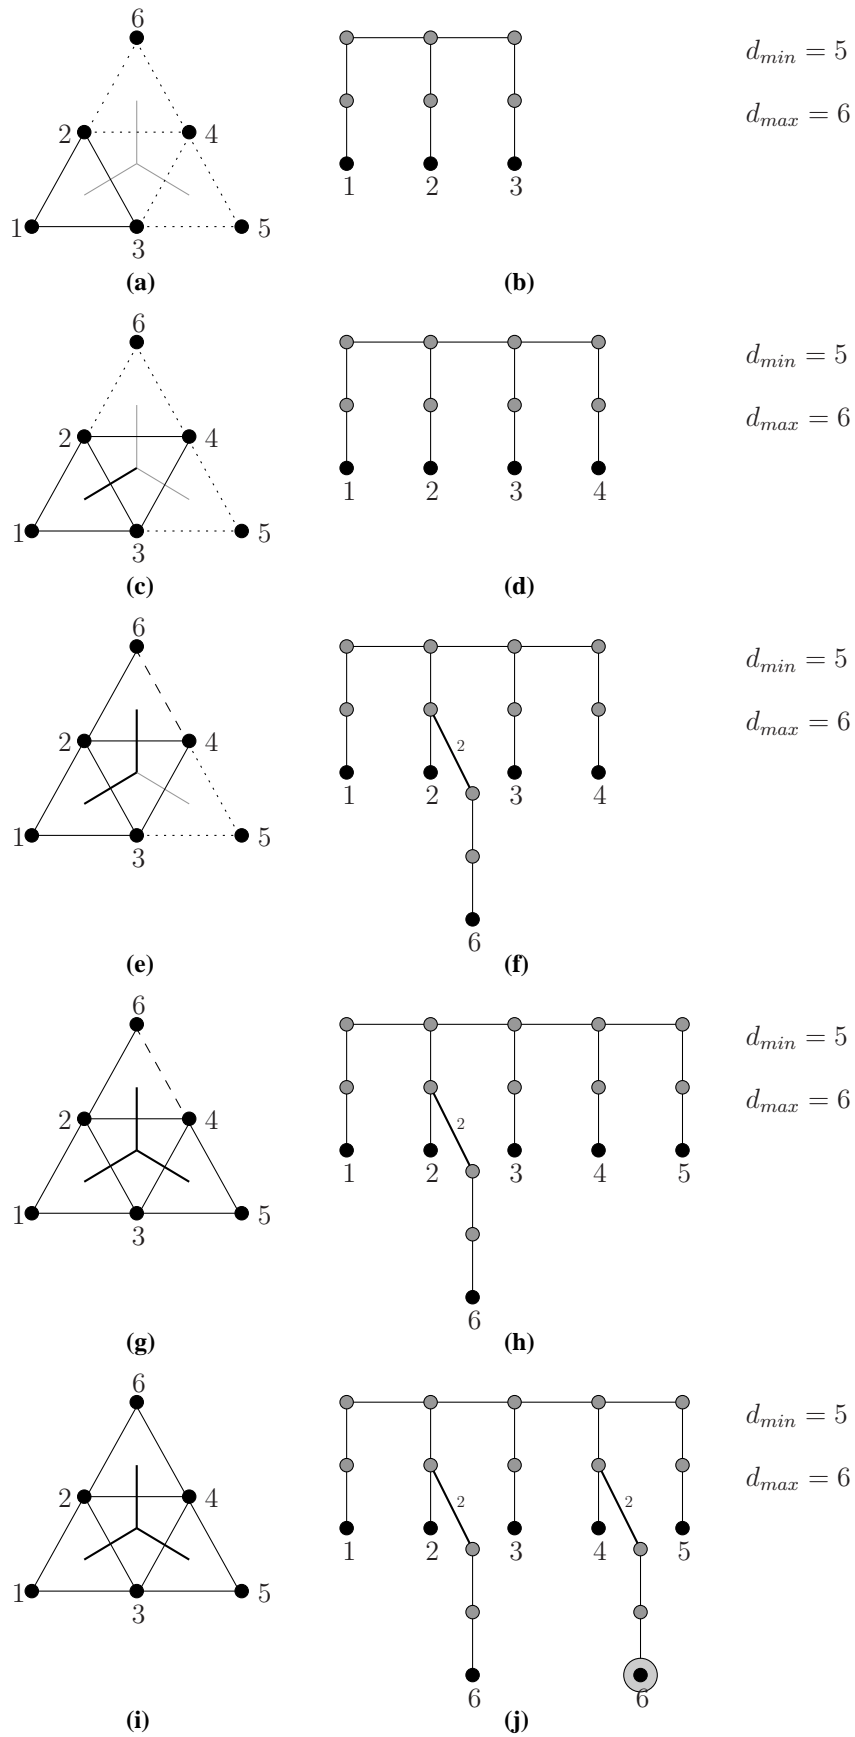 6
2 4
1 3 5
1 2 3
d_{min} = 5
d_{max} = 6
(a) (b)
6
2 4
1 3 5
1 2 3 4
d_{min} = 5
d_{max} = 6
(c) (d)
6
2 4
1 3 5
2
1 2 3 4
6
d_{min} = 5
d_{max} = 6
(e) (f)
6
2 4
1 3 5
2
1 2 3 4 5
6
d_{min} = 5
d_{max} = 6
(g) (h)
6
2 4
1 3 5
2 2
1 2 3 4 5
6 6
d_{min} = 5
d_{max} = 6
(i) (j)